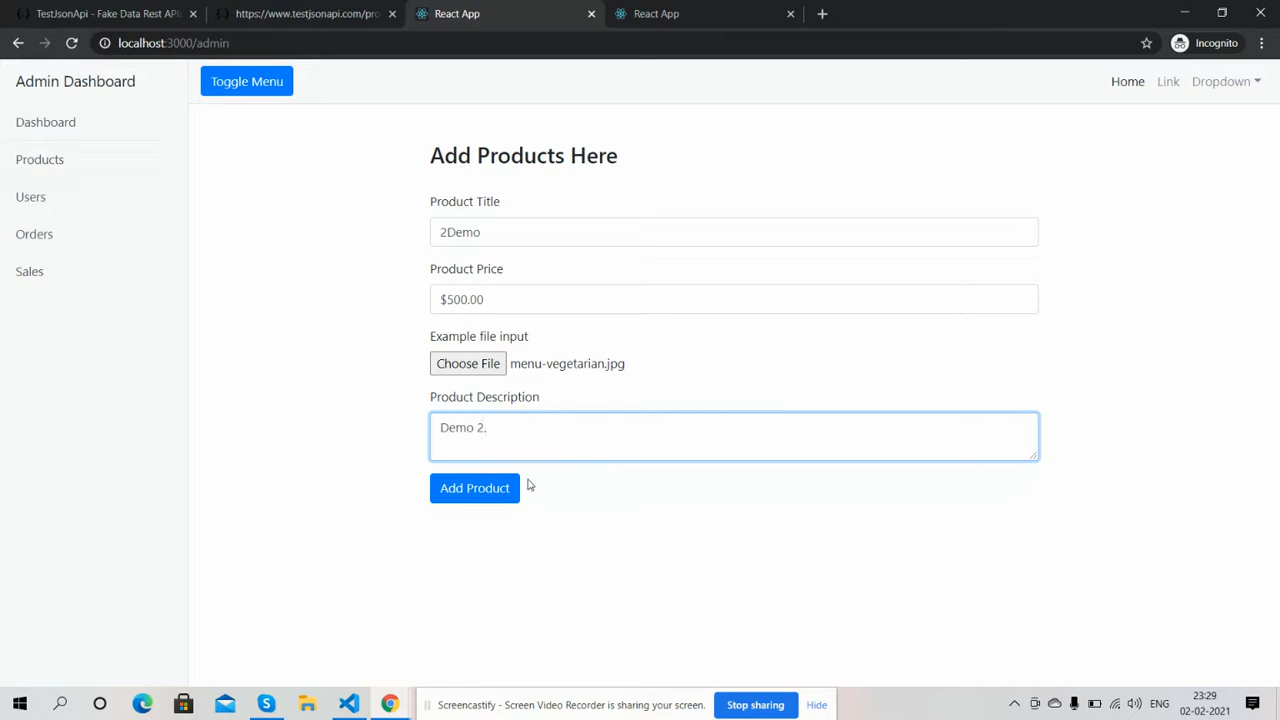 TestJsonApi - Fake Data Rest APIs
https://www.testjsonapi.com/pro
React App
React App
localhost:3000/admin
Incognito
Admin Dashboard
Toggle Menu
Home
Link
Dropdown
Dashboard
Products
Users
Orders
Sales
Add Products Here
Product Title
2Demo
Product Price
$500.00
Example file input
Choose File menu-vegetarian.jpg
Product Description
Demo 2.
Add Product
Screencastify - Screen Video Recorder is sharing your screen.
Stop sharing
Hide
ENG
23:29
02-02-2021